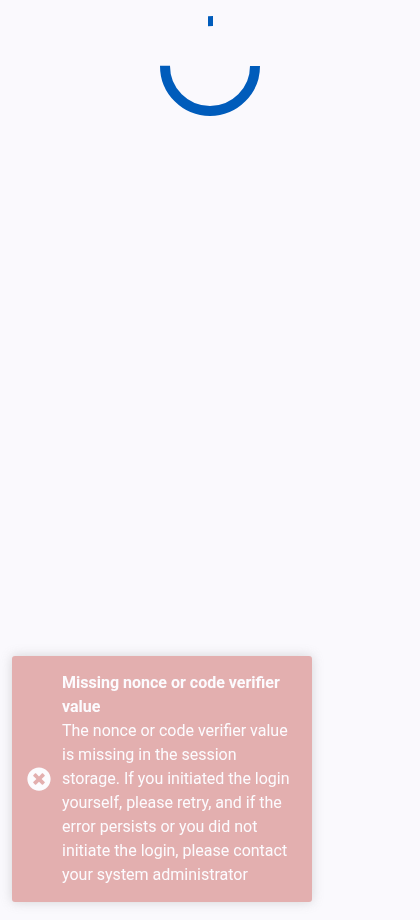 Missing nonce or code verifier
value
The nonce or code verifier value
is missing in the session
storage. If you initiated the login
yourself, please retry, and if the
error persists or you did not
initiate the login, please contact
your system administrator